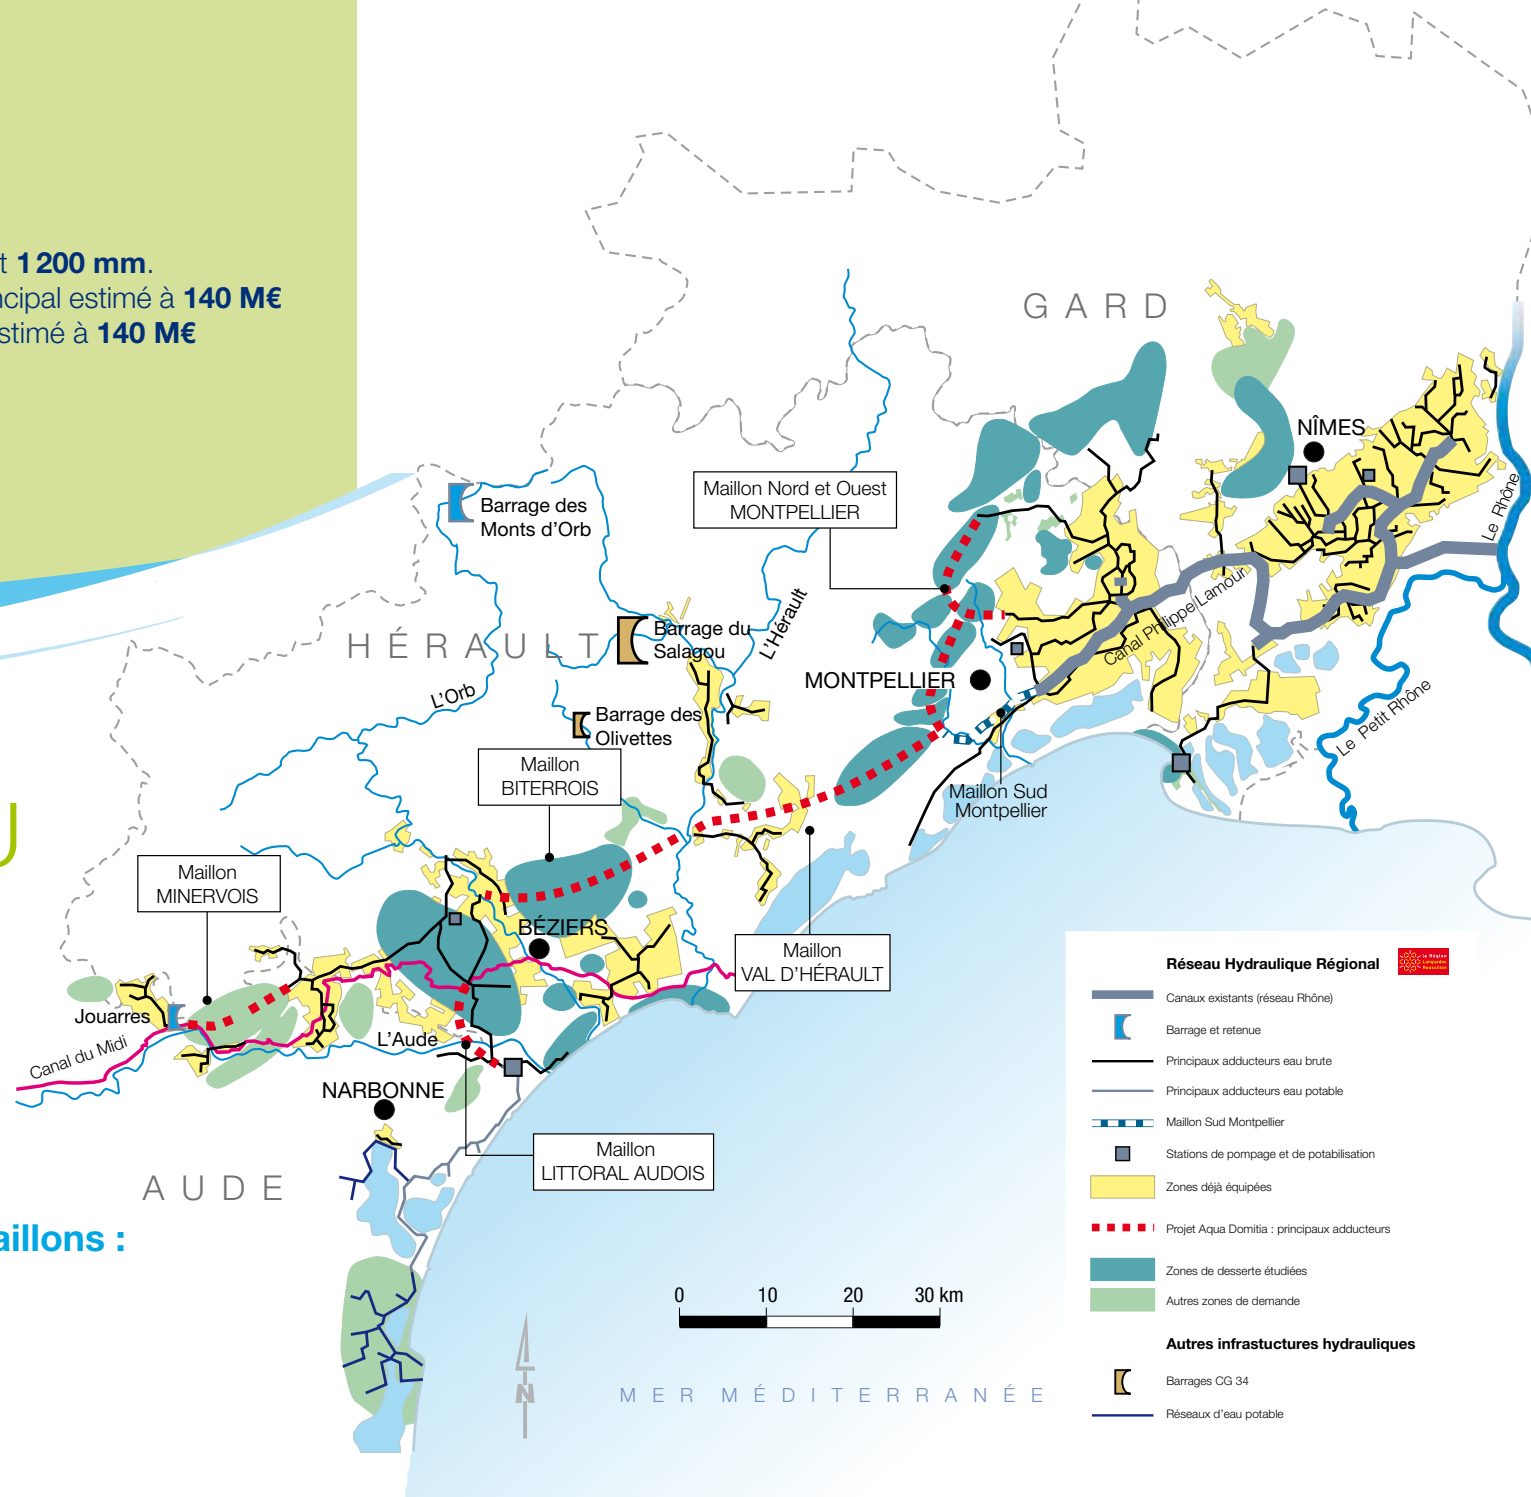 t 1 200 mm.
ncipal estimé à 140 M€
stimé à 140 M€
GARD
NÎMES
Le Rhône
Maillon Nord et Ouest
MONTPELLIER
Barrage des
Monts d'Orb
HÉRAULT
Barrage du
Salagou
L'Hérault
Canal Philippe Lamour
MONTPELLIER
L'Orb
Barrage des
Olivettes
Le Petit Rhône
Maillon
BITERROIS
Maillon Sud
Montpellier
U
Maillon
MINERVOIS
BÉZIERS
Maillon
VAL D'HÉRAULT
Jouarres
Canal du Midi
L'Aude
NARBONNE
Maillon
LITTORAL AUDOIS
AUDE
aillons :
0 10 20 30 km
N
MER MÉDITERRANÉE
Réseau Hydraulique Régional
la Région
Languedoc
Roussillon
Canaux existants (réseau Rhône)
Barrage et retenue
Principaux adducteurs eau brute
Principaux adducteurs eau potable
Maillon Sud Montpellier
Stations de pompage et de potabilisation
Zones déjà équipées
Projet Aqua Domitia : principaux adducteurs
Zones de desserte étudiées
Autres zones de demande
Autres infrastuctures hydrauliques
Barrages CG 34
Réseaux d'eau potable